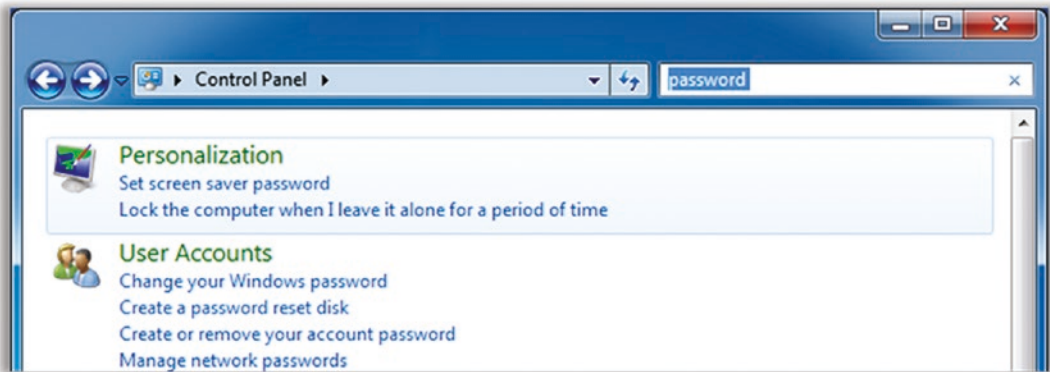 Control Panel
password
Personalization
Set screen saver password
Lock the computer when I leave it alone for a period of time
User Accounts
Change your Windows password
Create a password reset disk
Create or remove your account password
Manage network passwords